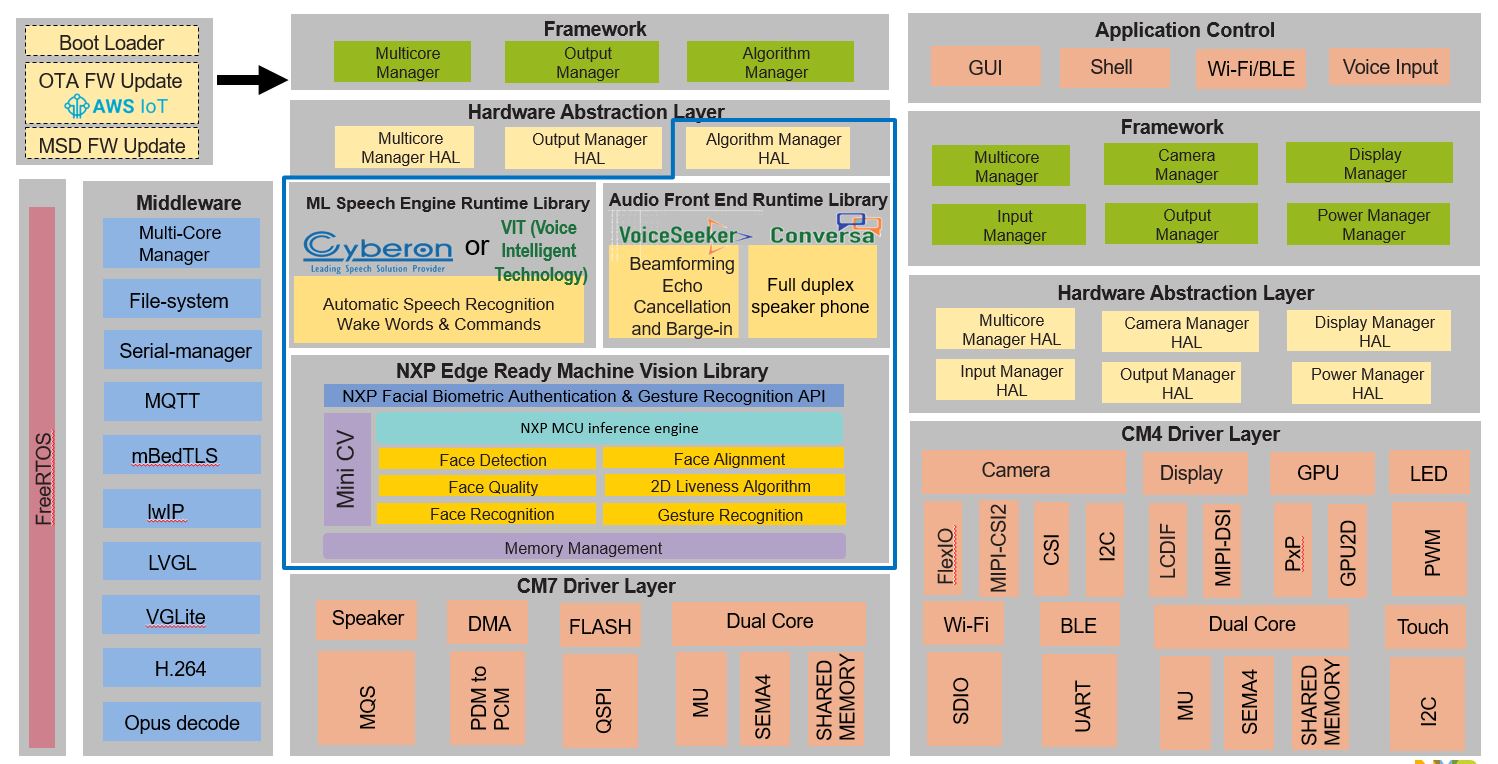 Boot Loader
OTA FW Update
AWS IoT
MSD FW Update
FreeRTOS
Middleware
Multi-Core
Manager
File-system
Serial-manager
MQTT
mBedTLS
lwIP
LVGL
VGLite
H.264
Opus decode
Framework
Multicore
Manager
Output
Manager
Algorithm
Manager
Hardware Abstraction Layer
Multicore
Manager HAL
Output Manager
HAL
Algorithm Manager
HAL
ML Speech Engine Runtime Library
Cyberon
Leading Speech Solution Provider
or
VIT (Voice
Intelligent
Technology)
Automatic Speech Recognition
Wake Words & Commands
Audio Front End Runtime Library
VoiceSeeker
Beamforming
Echo
Cancellation
and Barge-in
Conversa
Full duplex
speaker phone
NXP Edge Ready Machine Vision Library
NXP Facial Biometric Authentication & Gesture Recognition API
Mini CV
NXP MCU inference engine
Face Detection
Face Alignment
Face Quality
2D Liveness Algorithm
Face Recognition
Gesture Recognition
Memory Management
CM7 Driver Layer
Speaker
DMA
FLASH
Dual Core
MQS
PDM to
PCM
QSPI
MU
SEMA4
SHARED
MEMORY
Application Control
GUI
Shell
Wi-Fi/BLE
Voice Input
Framework
Multicore
Manager
Camera
Manager
Display
Manager
Input
Manager
Output
Manager
Power Manager
Manager
Hardware Abstraction Layer
Multicore
Manager HAL
Camera Manager
HAL
Display Manager
HAL
Input Manager
HAL
Output Manager
HAL
Power Manager
HAL
CM4 Driver Layer
Camera
Display
GPU
LED
FlexIO
MIPI-CSI2
CSI
I2C
LCDIF
MIPI-DSI
PxP
GPU2D
PWM
Wi-Fi
BLE
Dual Core
Touch
SDIO
UART
MU
SEMA4
SHARED
MEMORY
I2C